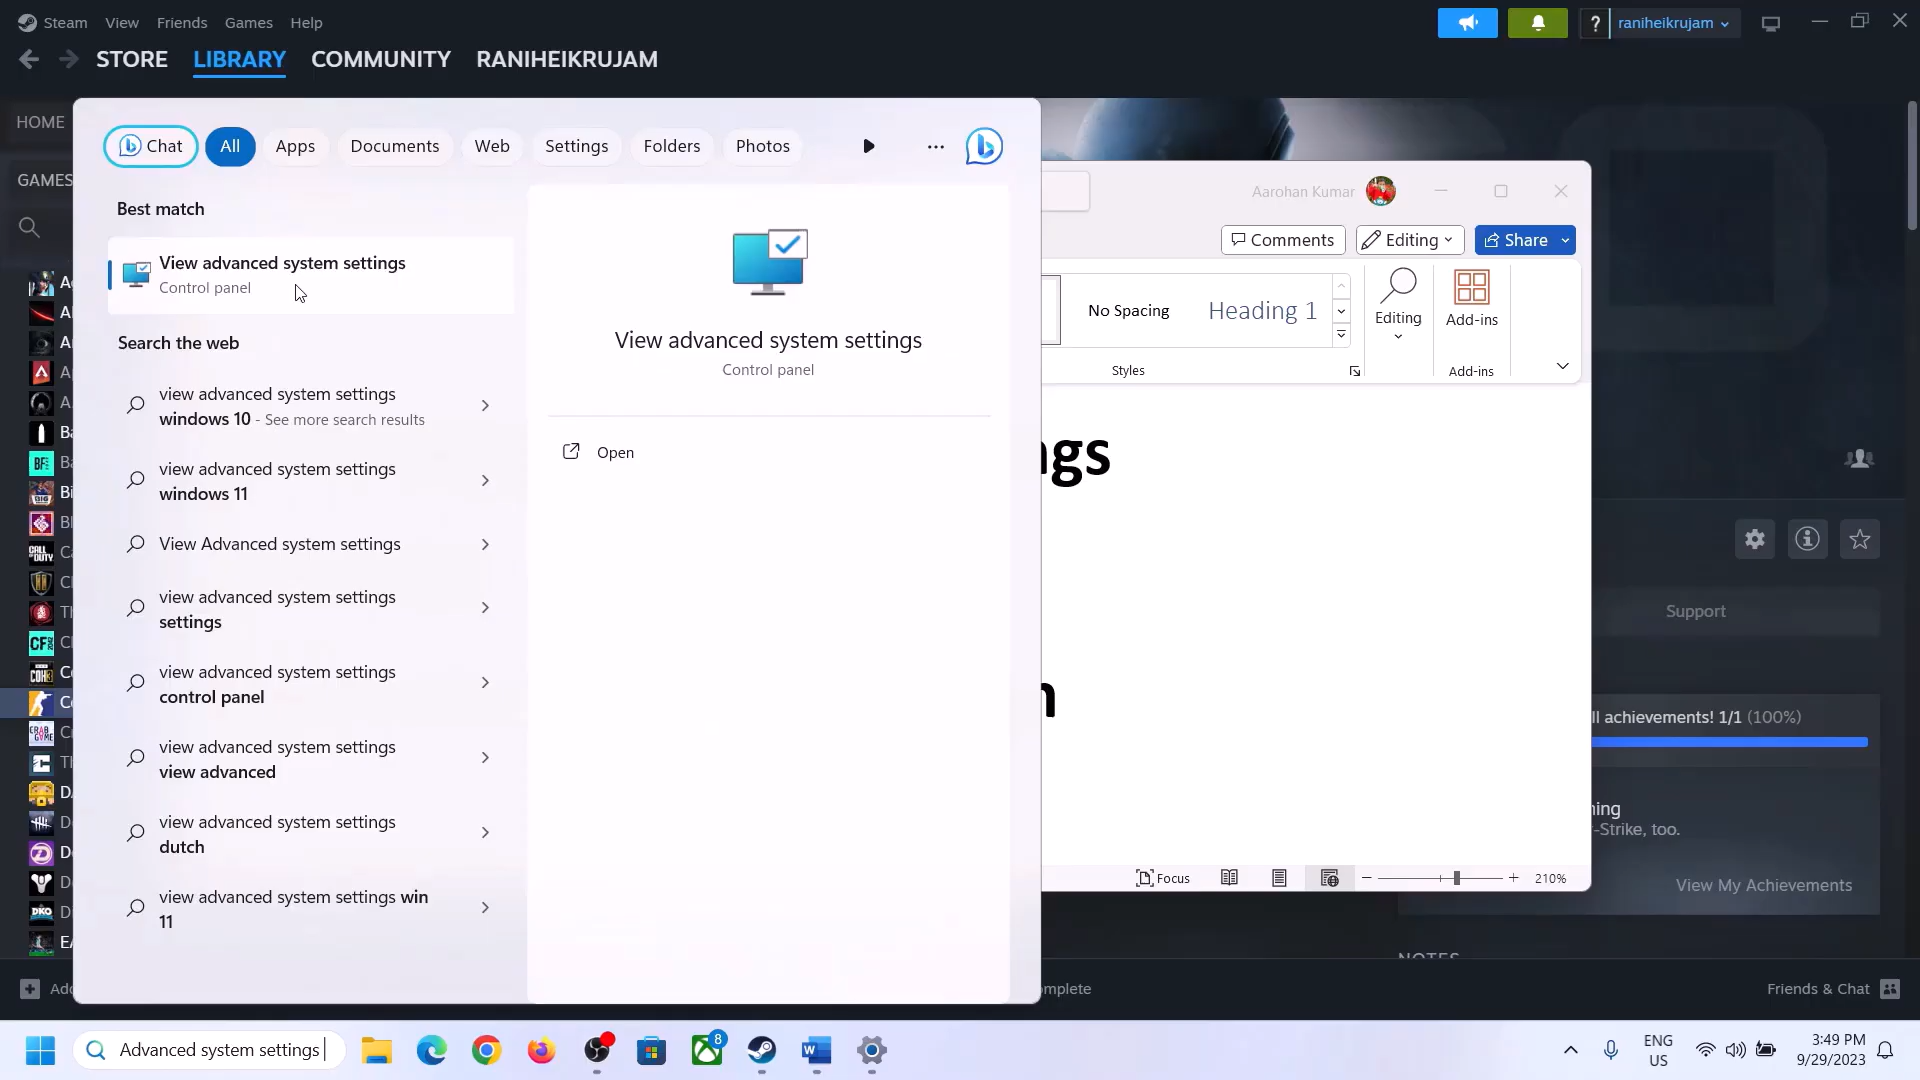 Steam View Friends Games Help
? raniheikrujam
STORE LIBRARY COMMUNITY RANIHEIKRUJAM
HOME
GAMES
Chat All Apps Documents Web Settings Folders Photos
Best match
View advanced system settings
Control panel
Search the web
view advanced system settings
windows 10 - See more search results
view advanced system settings
windows 11
View Advanced system settings
view advanced system settings
settings
view advanced system settings
control panel
view advanced system settings
view advanced
view advanced system settings
dutch
view advanced system settings win
11
View advanced system settings
Control panel
Open
Aarohan Kumar
Comments Editing Share
No Spacing Heading 1
Editing
Add-ins
Styles
Add-ins
ngs
n
Focus
210%
Support
ll achievements! 1/1 (100%)
-Strike, too.
View My Achievements
NOTES
Friends & Chat
Advanced system settings
8
ENG
US
3:49 PM
9/29/2023